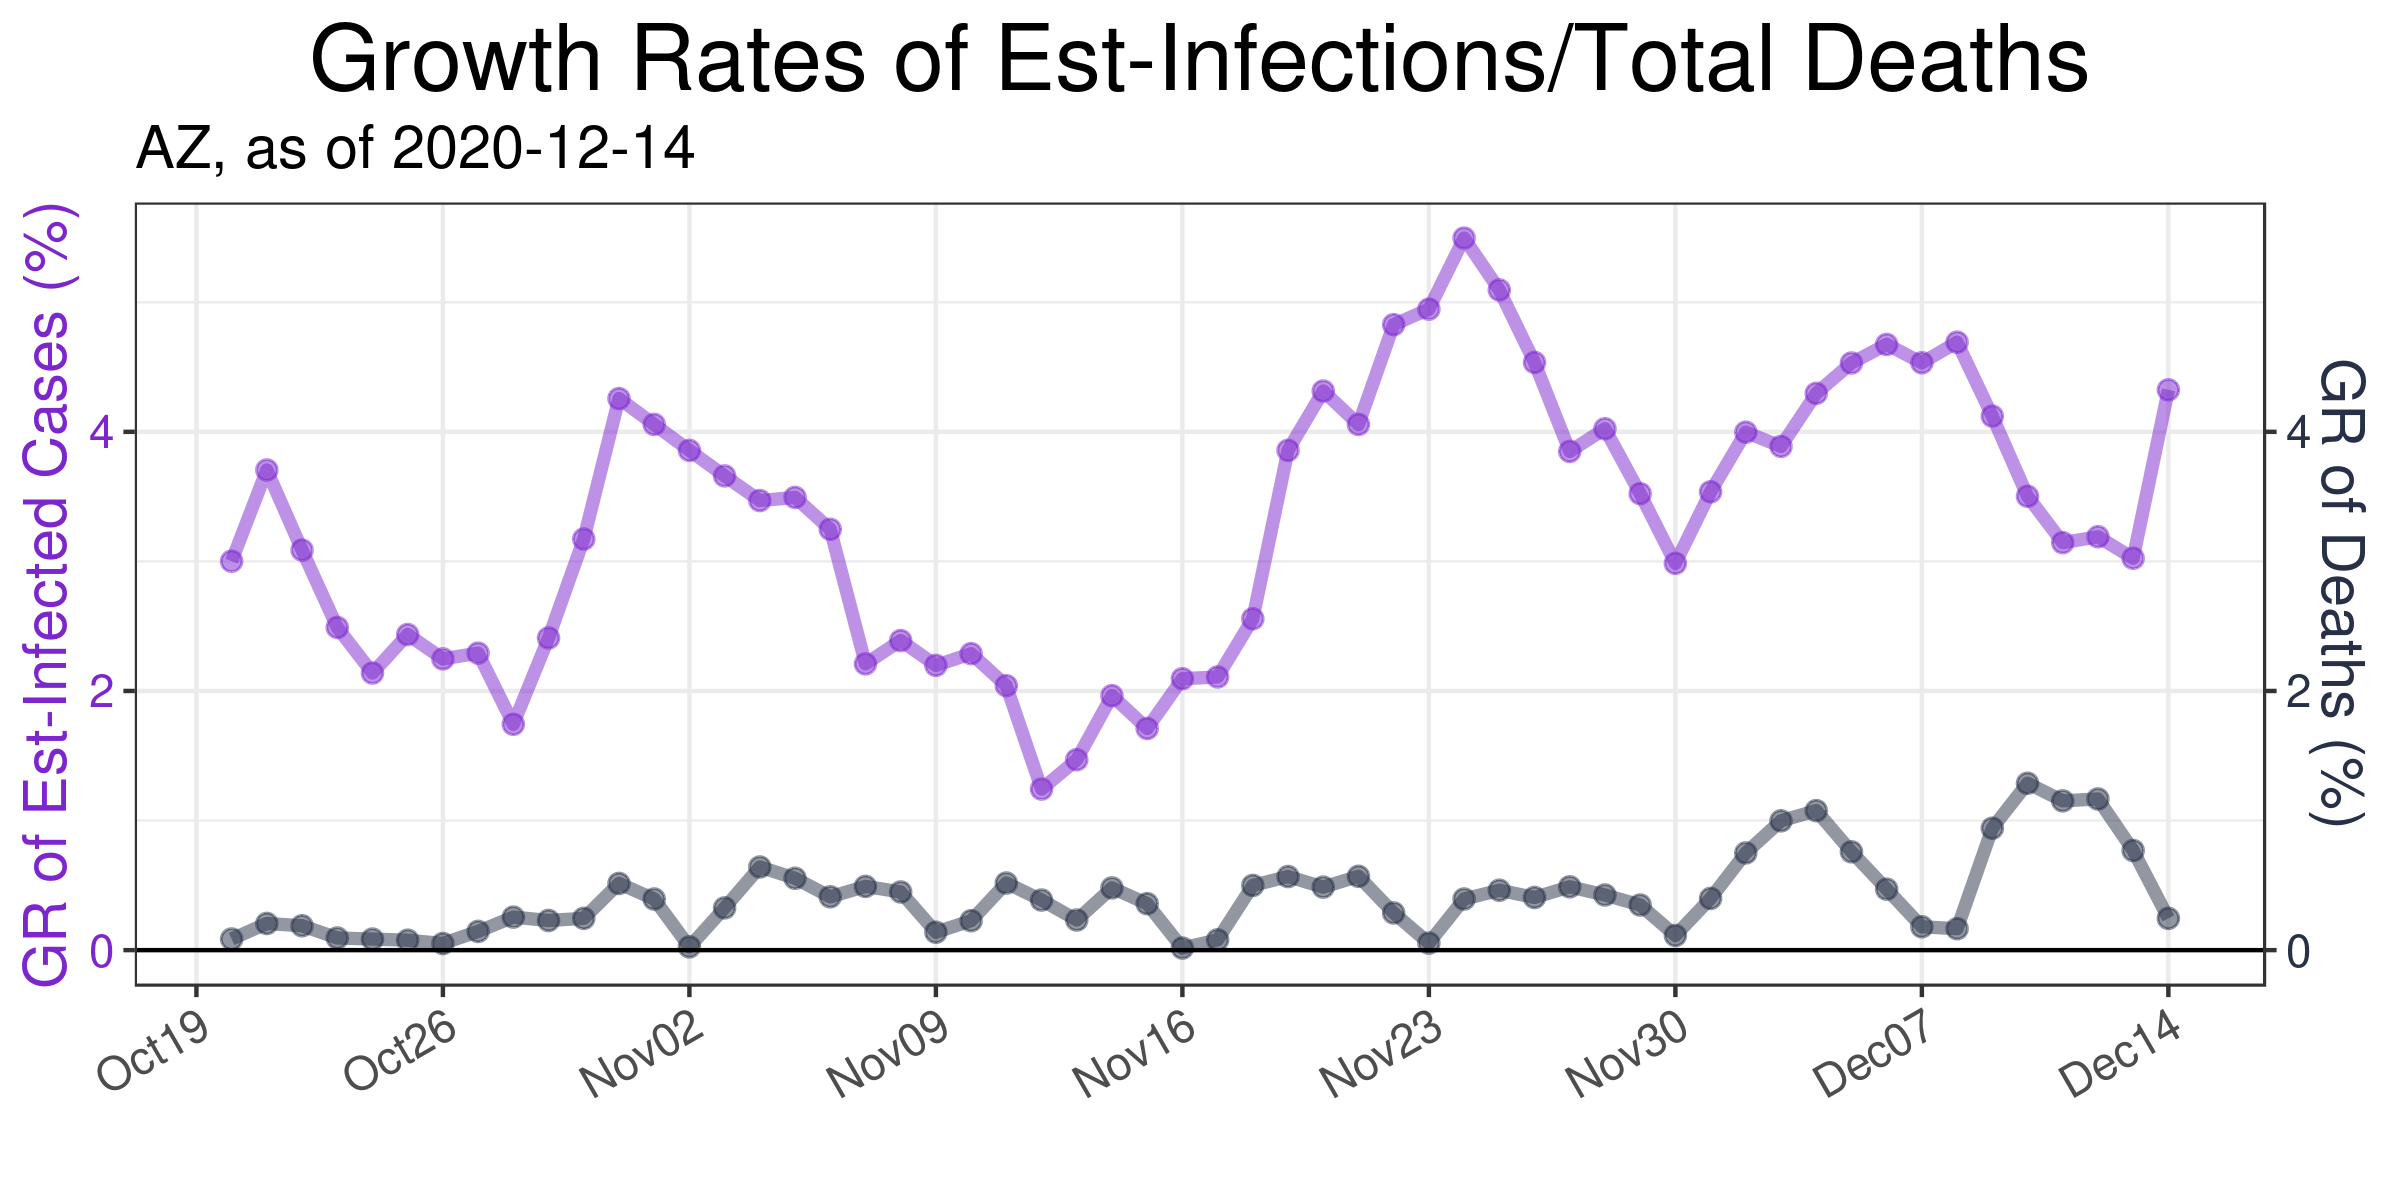 Growth Rates of Est-Infections/Total Deaths
AZ, as of 2020-12-14
GR of Est-Infected Cases (%)
4
2
0
4
2
0
GR of Deaths (%)
Oct19
Oct26
Nov02
Nov09
Nov16
Nov23
Nov30
Dec07
Dec14